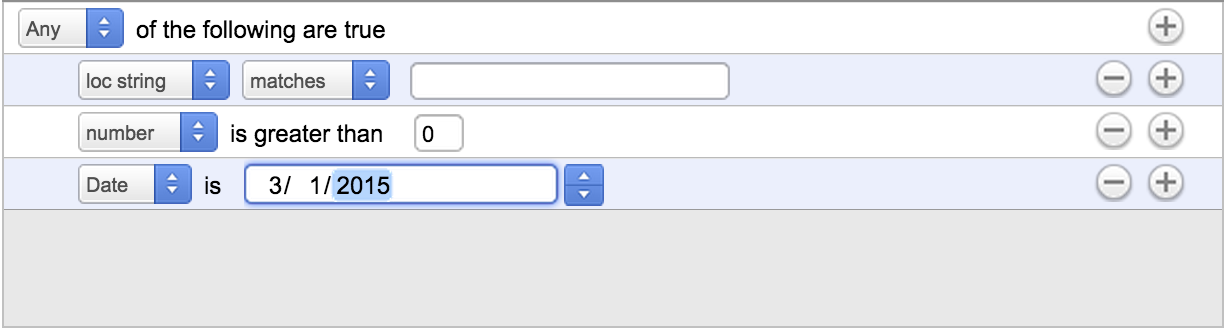 Any of the following are true
loc string matches
number is greater than 0
Date is 3/ 1/2015